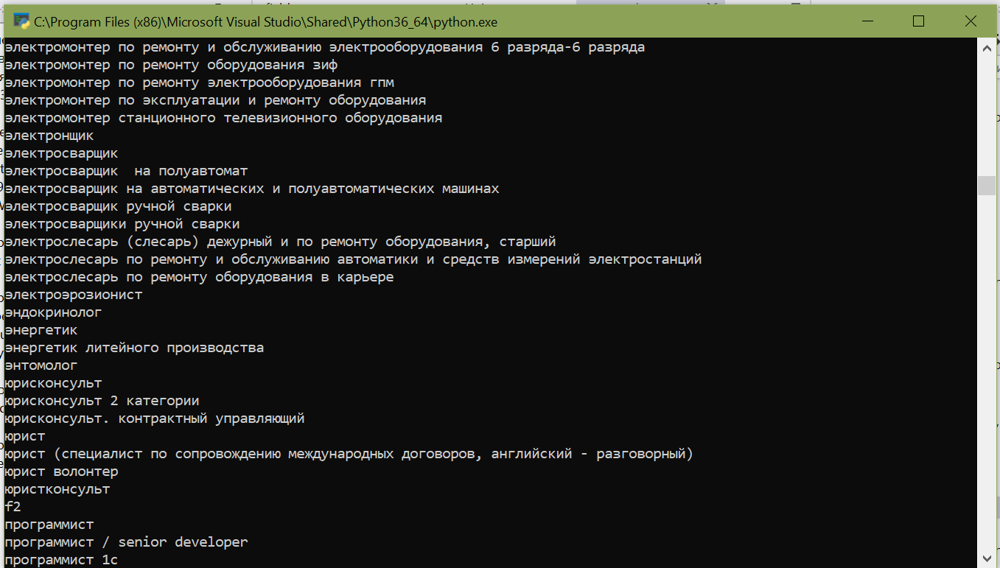 C:\Program Files (x86)\Microsoft Visual Studio\Shared\Python36_64\python.exe
электромонтер по ремонту и обслуживанию электрооборудования 6 разряда-6 разряда
электромонтер по ремонту оборудования зиф
электромонтер по ремонту электрооборудования гпм
электромонтер по эксплуатации и ремонту оборудования
электромонтер станционного телевизионного оборудования
электронщик
электросварщик
электросварщик  на полуавтомат
электросварщик на автоматических и полуавтоматических машинах
электросварщик ручной сварки
электросварщики ручной сварки
электрослесарь (слесарь) дежурный и по ремонту оборудования, старший
электрослесарь по ремонту и обслуживанию автоматики и средств измерений электростанций
электрослесарь по ремонту оборудования в карьере
электроэрозионист
эндокринолог
энергетик
энергетик литейного производства
энтомолог
юрисконсульт
юрисконсульт 2 категории
юрисконсульт. контрактный управляющий
юрист
юрист (специалист по сопровождению международных договоров, английский - разговорный)
юрист волонтер
юристконсульт
f2
программист
программист / senior developer
программист 1с